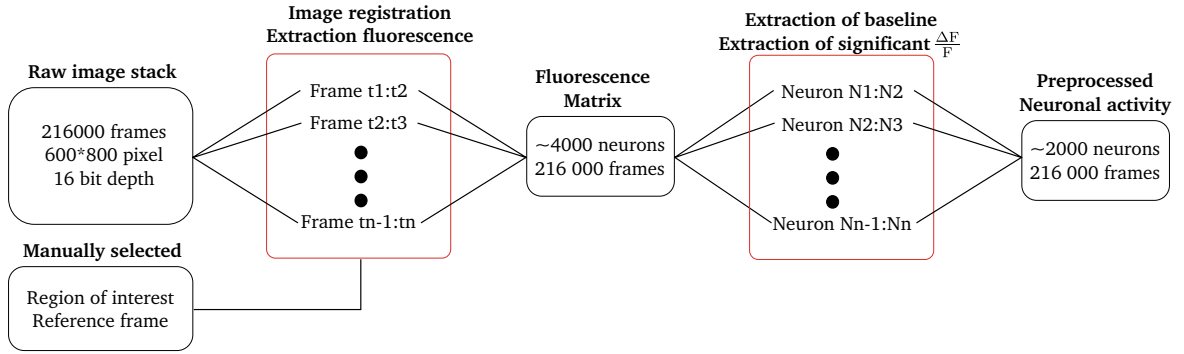 Raw image stack
216000 frames
600*800 pixel
16 bit depth
Manually selected
Region of interest
Reference frame
Image registration
Extraction fluorescence
Frame t1:t2
Frame t2:t3
Frame tn-1:tn
Fluorescence
Matrix
~4000 neurons
216 000 frames
Extraction of baseline
Extraction of significant ΔF/F
Neuron N1:N2
Neuron N2:N3
Neuron Nn-1:Nn
Preprocessed
Neuronal activity
~2000 neurons
216 000 frames